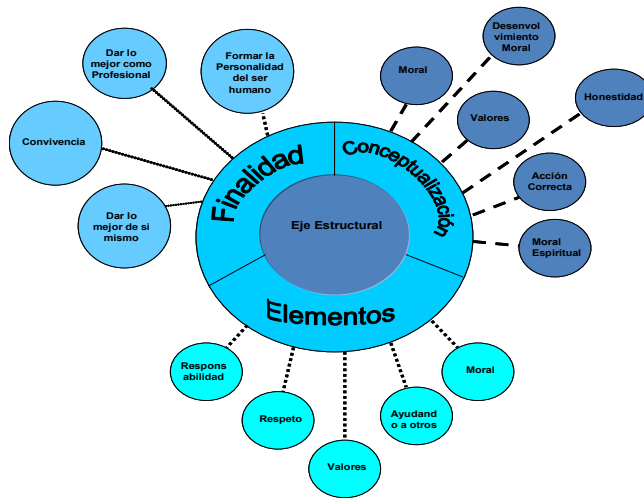 Dar lo
mejor como
Profesional
Formar la
Personalidad
del ser
humano
Convivencia
Dar lo
mejor de si
mismo
Moral
Desenvol
vimiento
Moral
Valores
Honestidad
Acción
Correcta
Moral
Espiritual
Finalidad
Conceptualización
Eje Estructural
Elementos
Respons
abilidad
Respeto
Valores
Ayudand
o a otros
Moral